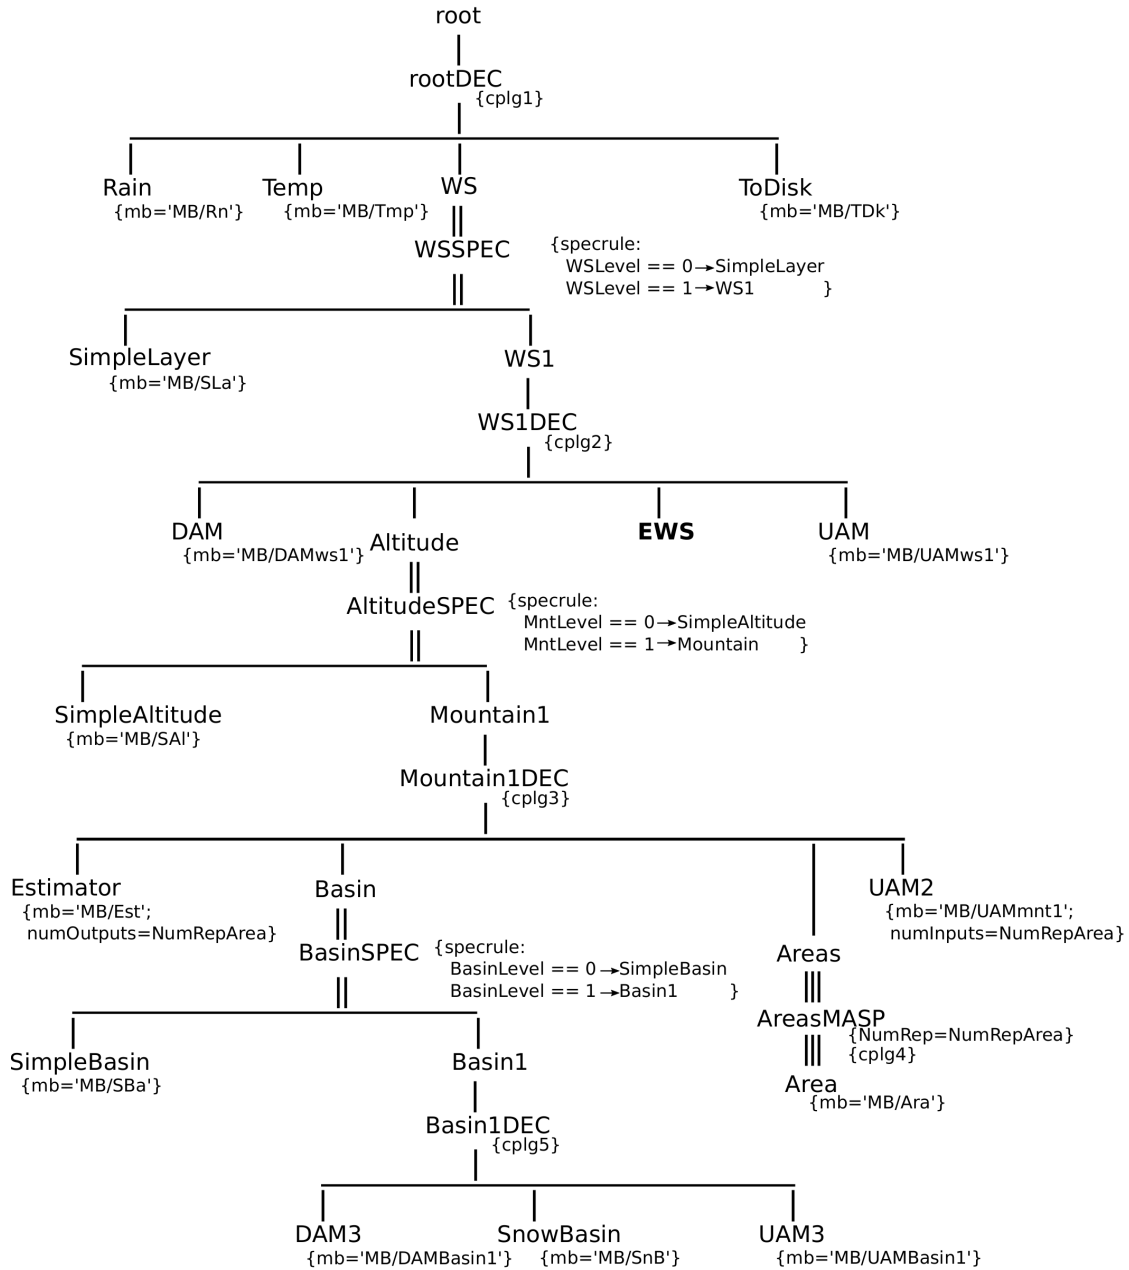 root
rootDEC
{cplg1}
Rain
{mb='MB/Rn'}
Temp
{mb='MB/Tmp'}
WS
ToDisk
{mb='MB/TDk'}
WSSPEC
{specrule:
WSLevel == 0→SimpleLayer
WSLevel == 1→WS1 }
SimpleLayer
{mb='MB/SLa'}
WS1
WS1DEC
{cplg2}
DAM
{mb='MB/DAMws1'}
Altitude
EWS
UAM
{mb='MB/UAMws1'}
AltitudeSPEC
{specrule:
MntLevel == 0→SimpleAltitude
MntLevel == 1→Mountain }
SimpleAltitude
{mb='MB/SAl'}
Mountain1
Mountain1DEC
{cplg3}
Estimator
{mb='MB/Est';
numOutputs=NumRepArea}
Basin
UAM2
{mb='MB/UAMmnt1';
numInputs=NumRepArea}
BasinSPEC
{specrule:
BasinLevel == 0→SimpleBasin
BasinLevel == 1→Basin1 }
Areas
AreasMASP
{NumRep=NumRepArea}
{cplg4}
Area
{mb='MB/Ara'}
SimpleBasin
{mb='MB/SBa'}
Basin1
Basin1DEC
{cplg5}
DAM3
{mb='MB/DAMBasin1'}
SnowBasin
{mb='MB/SnB'}
UAM3
{mb='MB/UAMBasin1'}